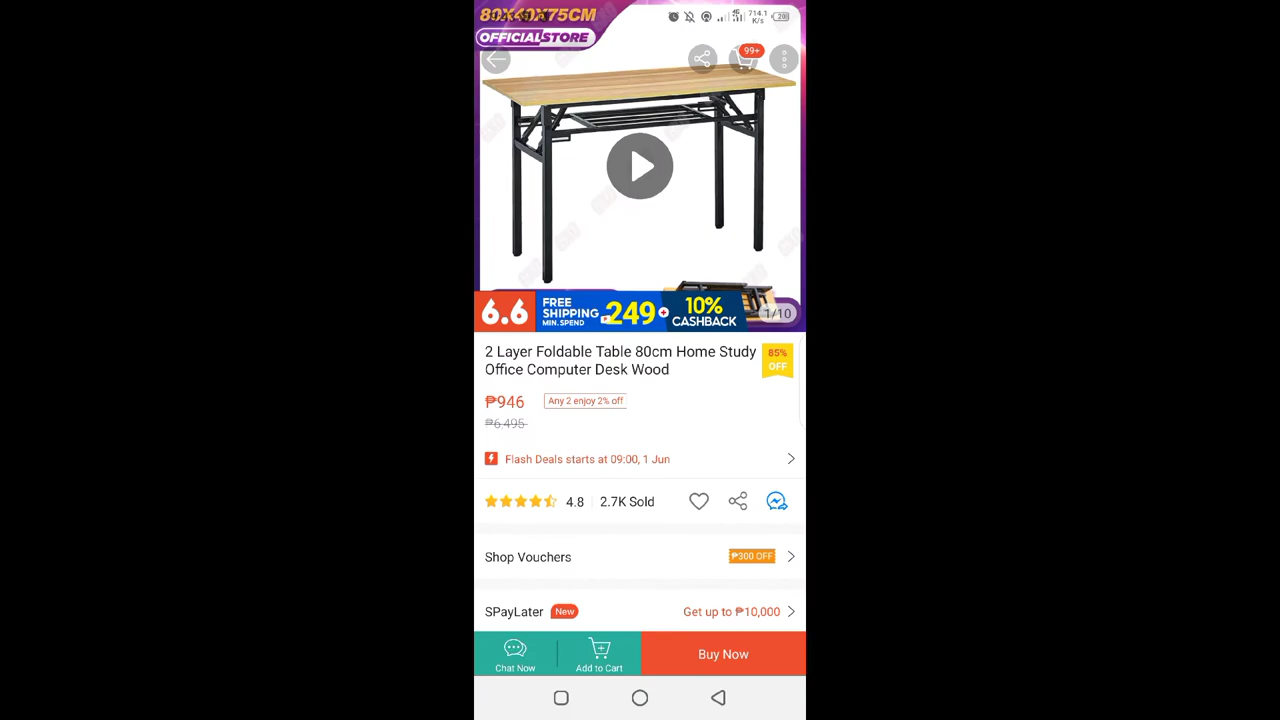 80X40X75CM
OFFICIALSTORE
714.1
K/s
20
99+
6.6
FREE
SHIPPING
MIN. SPEND
249
10%
CASHBACK
1/10
2 Layer Foldable Table 80cm Home Study
Office Computer Desk Wood
85%
OFF
₱946
Any 2 enjoy 2% off
₱6,495
Flash Deals starts at 09:00, 1 Jun
4.8
2.7K Sold
Shop Vouchers
₱300 OFF
SPayLater
New
Get up to ₱10,000
Chat Now
Add to Cart
Buy Now